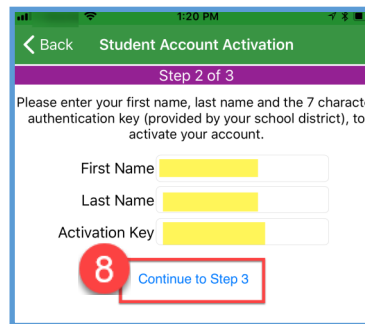 1:20 PM
Back Student Account Activation
Step 2 of 3
Please enter your first name, last name and the 7 characte
authentication key (provided by your school district), to
activate your account.
First Name
Last Name
Activation Key
8 Continue to Step 3